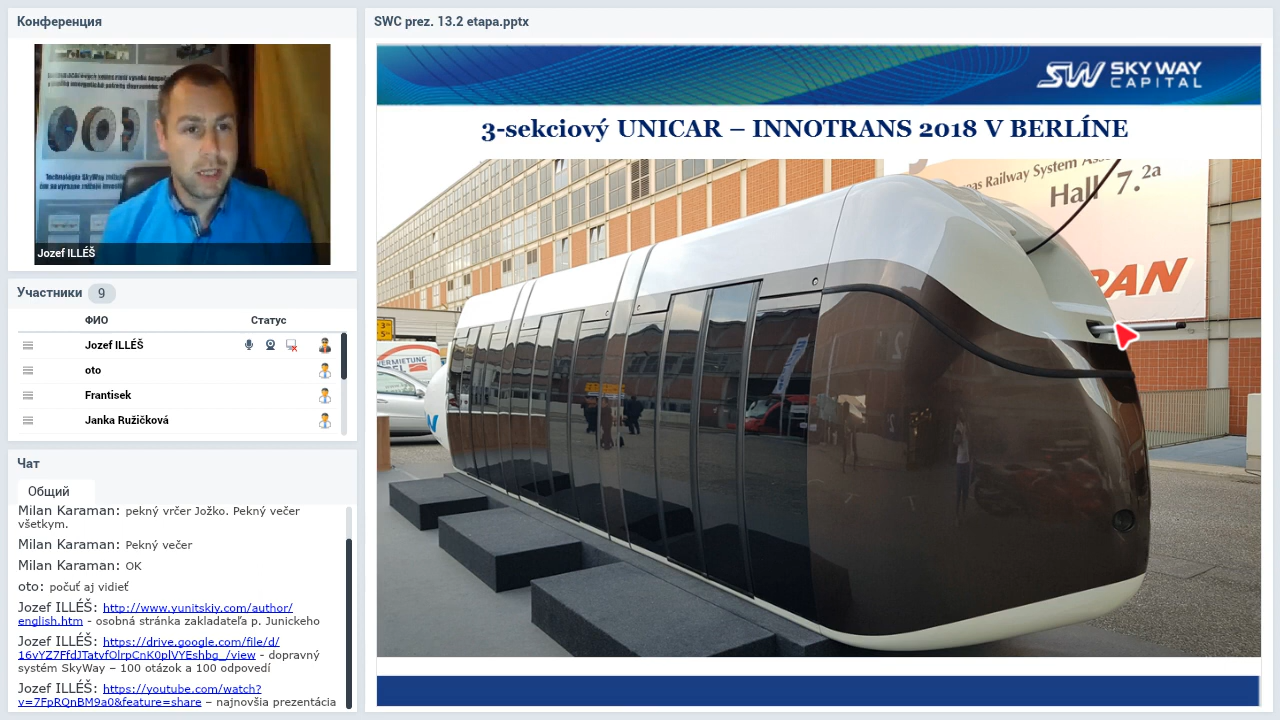 Конференция
Jozef ILLÉŠ
Участники 9
ФИО Статус
Jozef ILLÉŠ
oto
Frantisek
Janka Ružičková
Чат
Общий
Milan Karaman: pekný vrčer Jožko. Pekný večer
všetkym.
Milan Karaman: Pekný večer
Milan Karaman: OK
oto: počuť aj vidieť
Jozef ILLÉŠ: http://www.yunitskiy.com/author/
english.htm - osobná stránka zakladateľa p. Junickeho
Jozef ILLÉŠ: https://drive.google.com/file/d/
Jozef ILLÉŠ: https://youtube.com/watch?
v=7FpRQnBM9a0&feature=share – najnovšia prezentácia
systém SkyWay – 100 otázok a 100 odpovedí
SWC prez. 13.2 etapa.pptx
SW SKY WAY
CAPITAL
3-sekciový UNICAR – INNOTRANS 2018 V BERLÍNE
Railway System
Hall 7.2a
PAN
VERMIETUNG